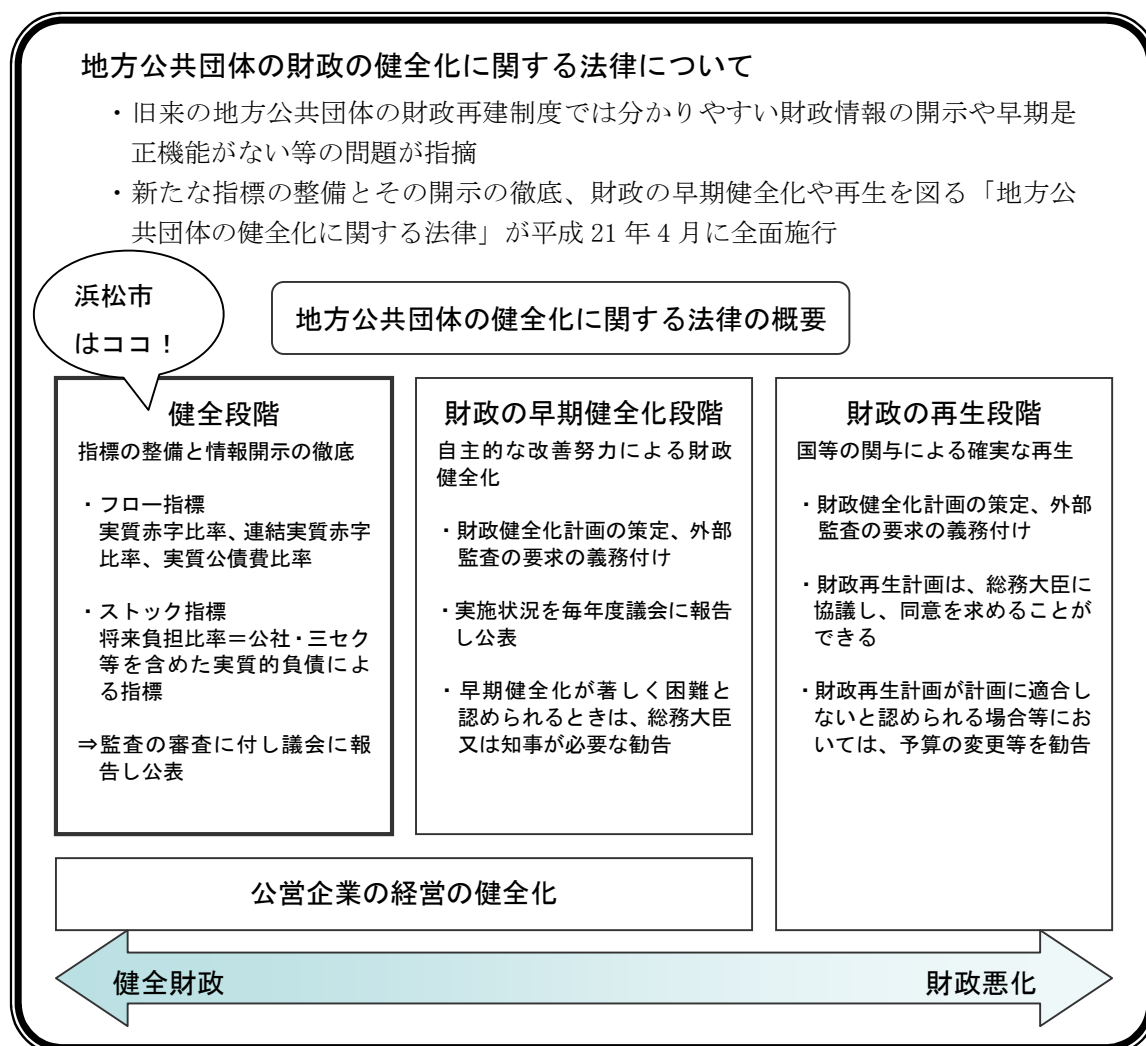 地方公共団体の財政の健全化に関する法律について
・旧来の地方公共団体の財政再建制度では分かりやすい財政情報の開示や早期是
正機能がない等の問題が指摘
・新たな指標の整備とその開示の徹底、財政の早期健全化や再生を図る「地方公
共団体の健全化に関する法律」が平成 21 年 4 月に全面施行
浜松市
はココ！
地方公共団体の健全化に関する法律の概要
健全段階
指標の整備と情報開示の徹底
・フロー指標
実質赤字比率、連結実質赤字
比率、実質公債費比率
・ストック指標
将来負担比率＝公社・三セク
等を含めた実質的負債によ
る指標
⇒監査の審査に付し議会に報
告し公表
財政の早期健全化段階
自主的な改善努力による財政
健全化
・財政健全化計画の策定、外部
監査の要求の義務付け
・実施状況を毎年度議会に報告
し公表
・早期健全化が著しく困難と
認められるときは、総務大臣
又は知事が必要な勧告
財政の再生段階
国等の関与による確実な再生
・財政健全化計画の策定、外部
監査の要求の義務付け
・財政再生計画は、総務大臣に
協議し、同意を求めることが
できる
・財政再生計画が計画に適合し
ないと認められる場合等にお
いては、予算の変更等を勧告
公営企業の経営の健全化
健全財政
財政悪化